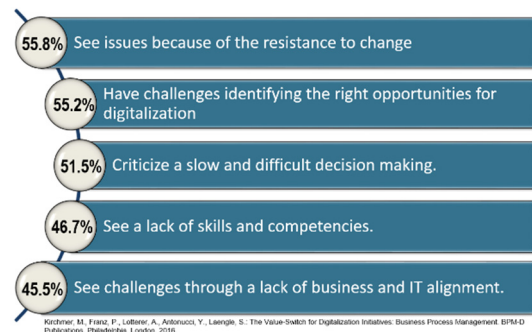 55.8% See issues because of the resistance to change
55.2% Have challenges identifying the right opportunities for
digitalization
51.5% Criticize a slow and difficult decision making.
46.7% See a lack of skills and competencies.
45.5% See challenges through a lack of business and IT alignment.
Kirchmer, M., Franz, P., Lotterer, A., Antonucci, Y., Laengle, S.: The Value-Switch for Digitalization Initiatives: Business Process Management. BPM-D
Publications, Philadelphia, London, 2016